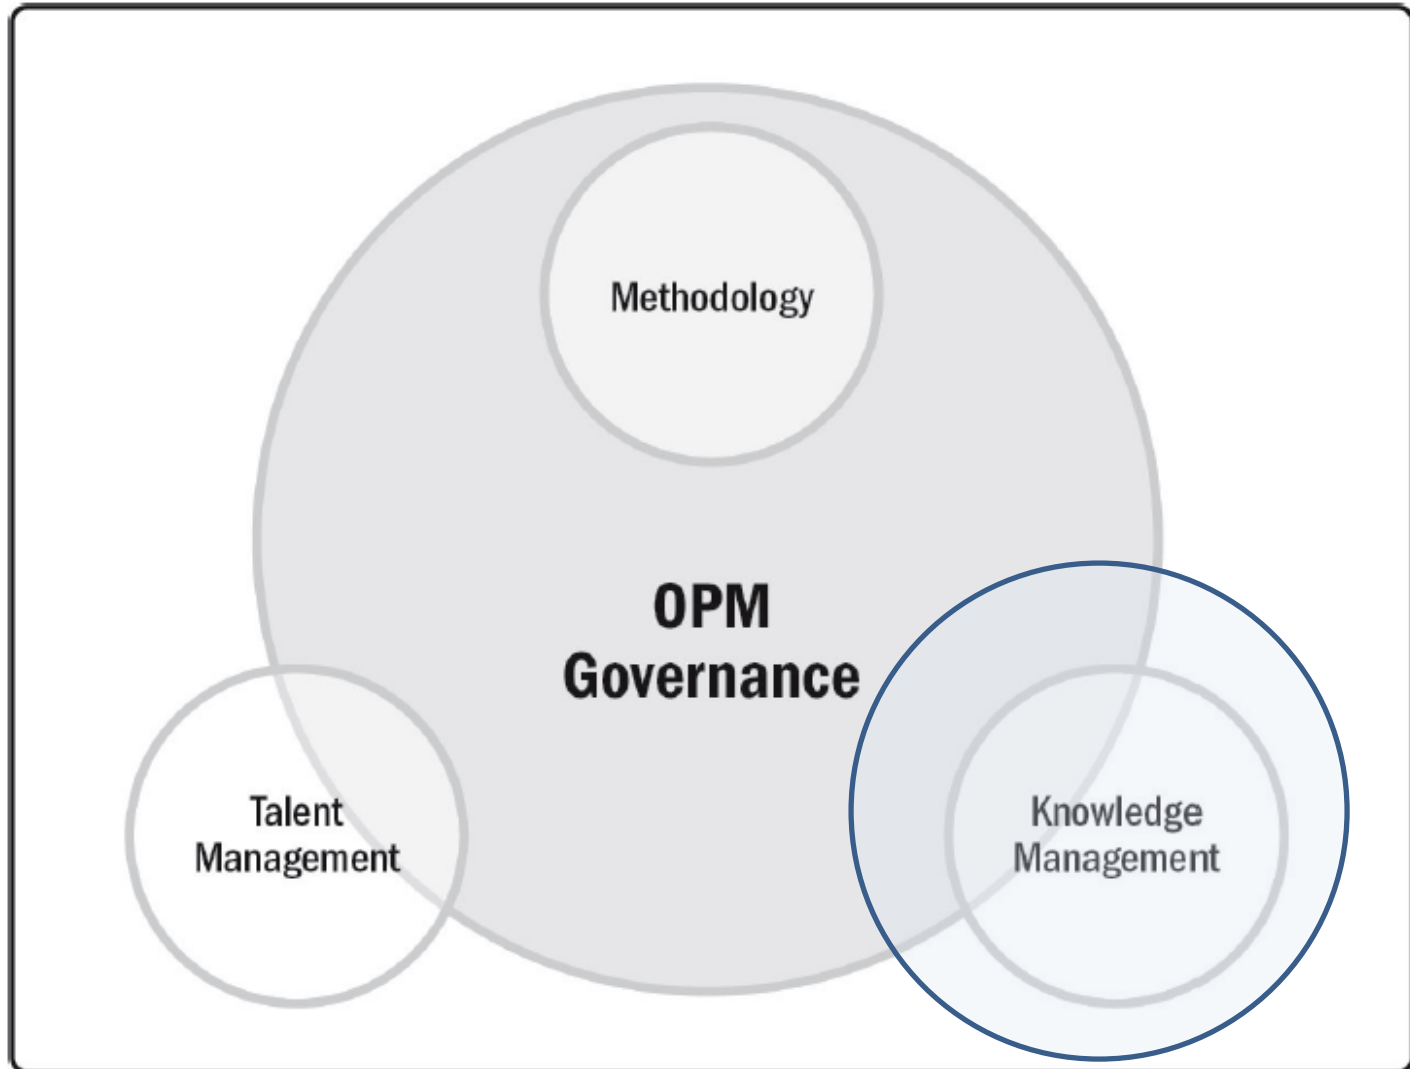 Methodology
OPM
Governance
Talent
Management
Knowledge
Management